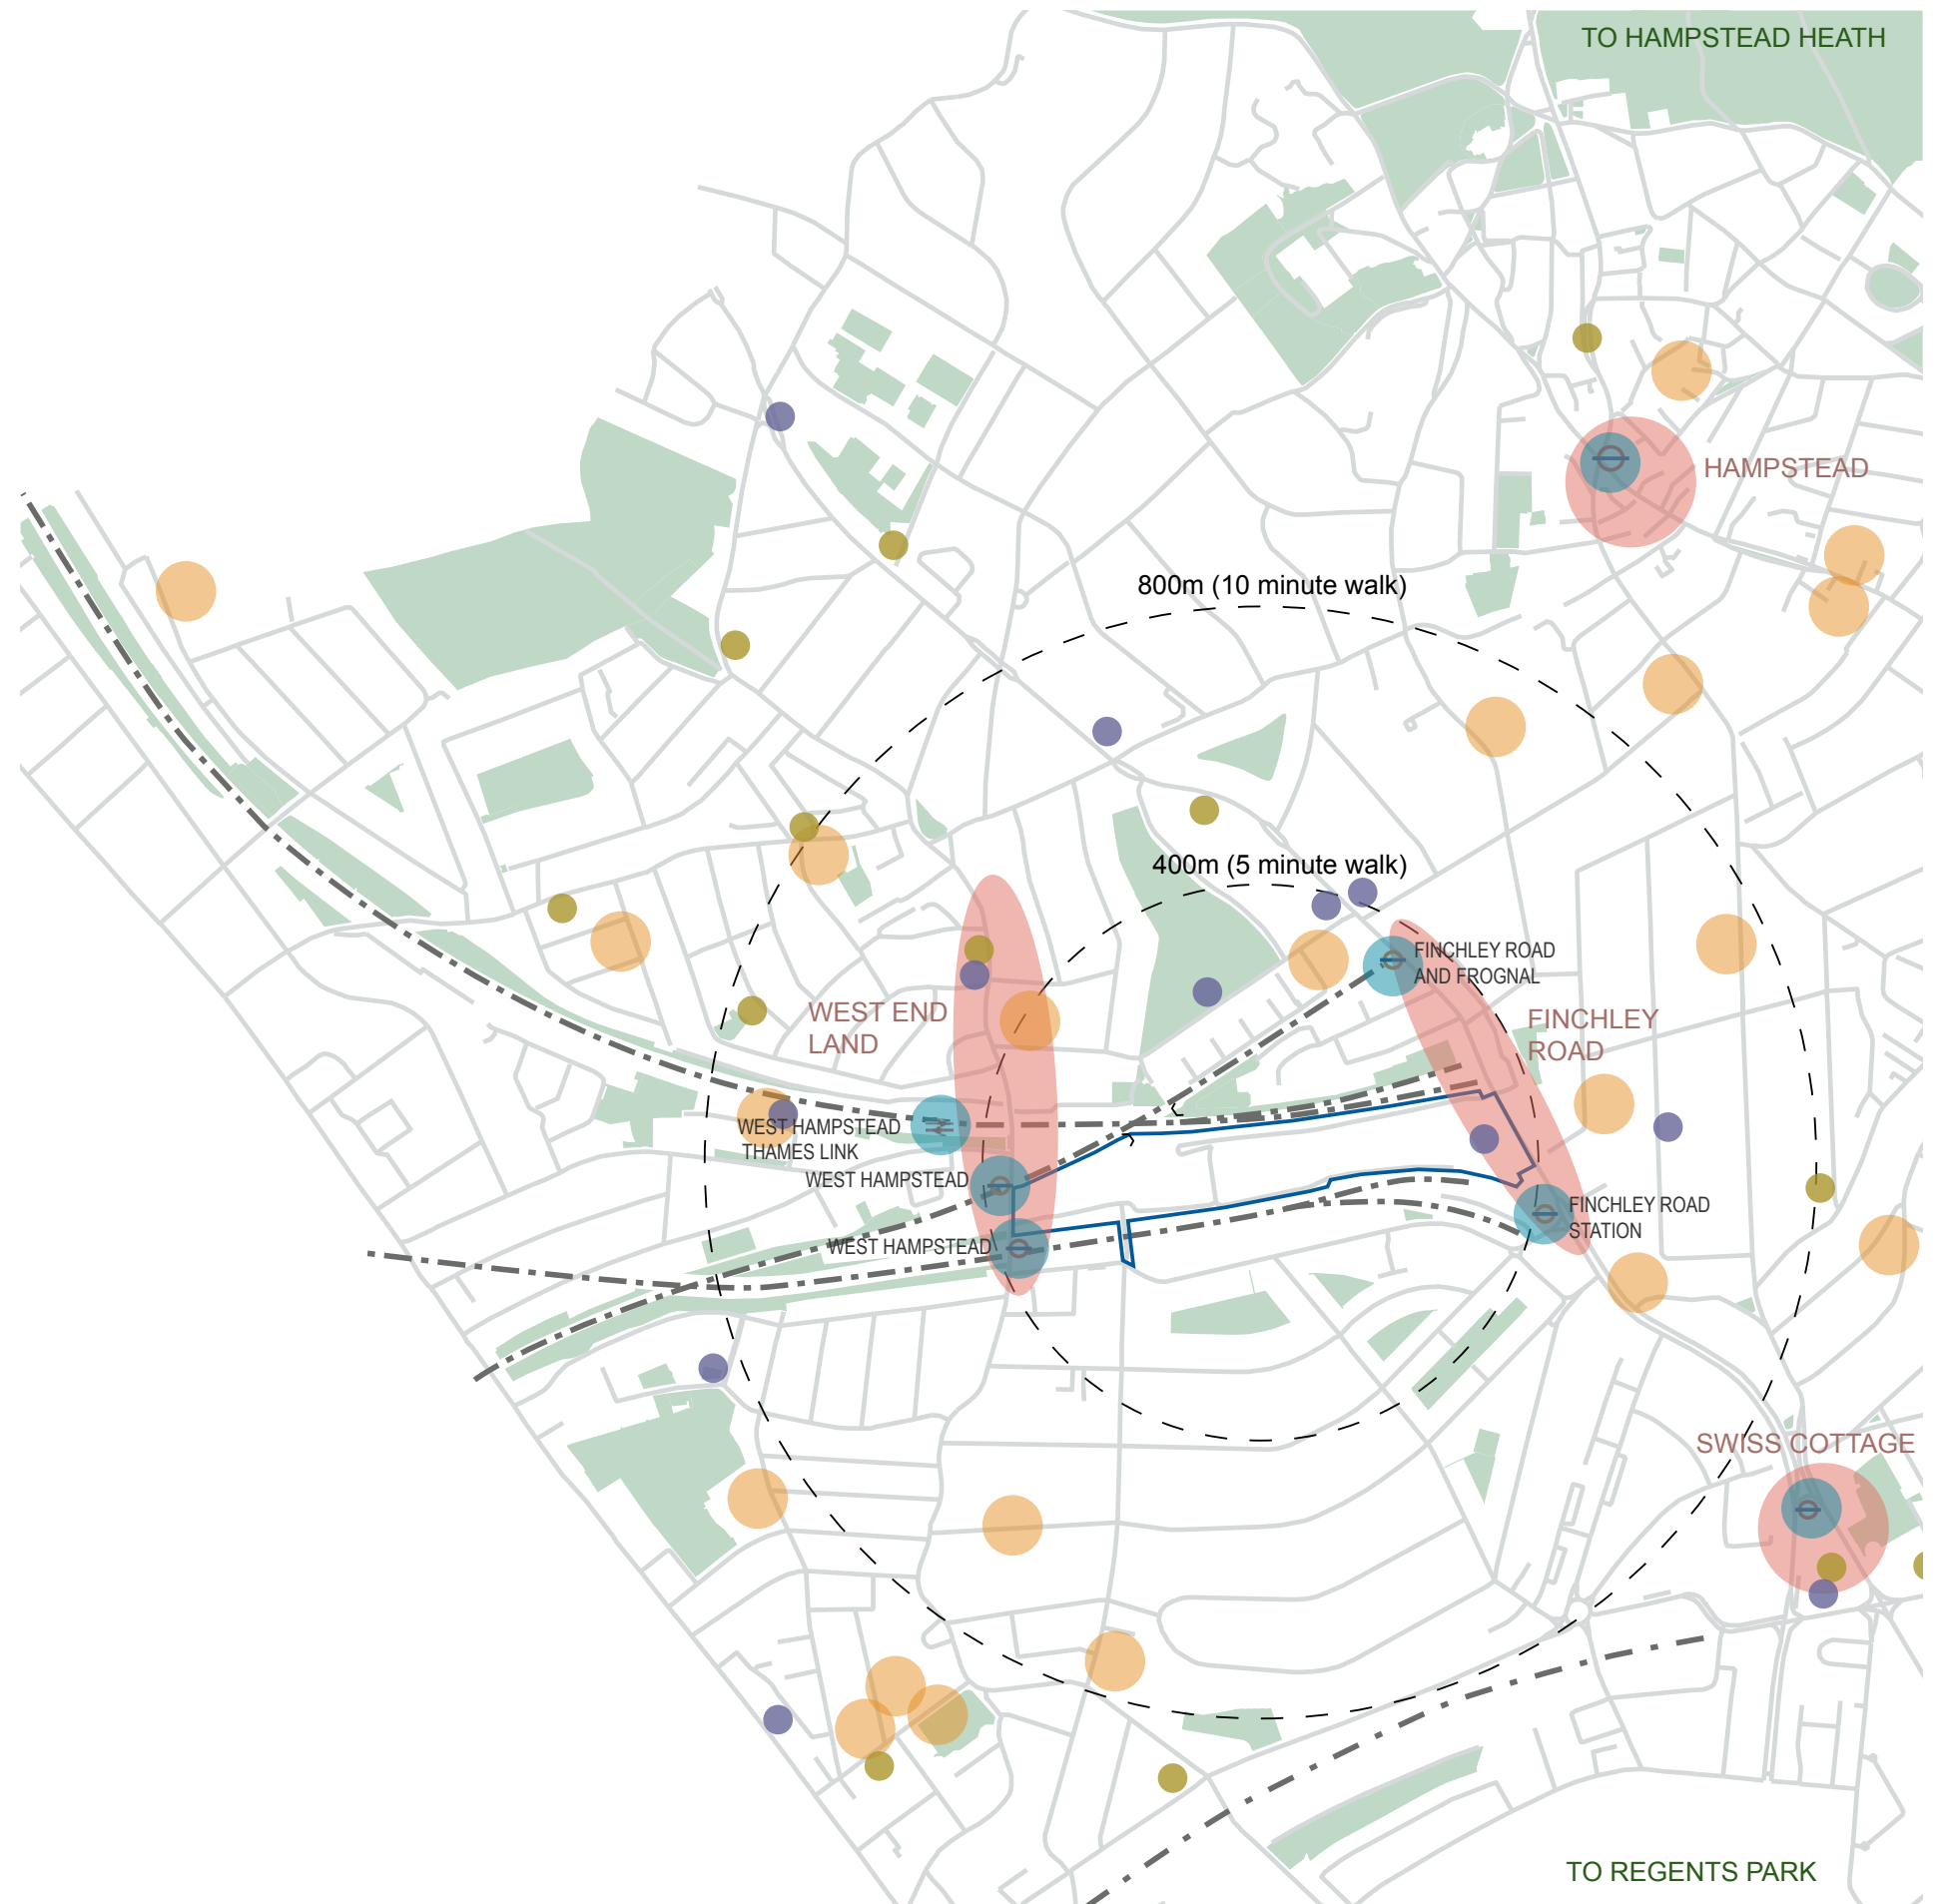 TO HAMPSTEAD HEATH
HAMPSTEAD
800m (10 minute walk)
400m (5 minute walk)
FINCHLEY ROAD
AND FROGNAL
WEST END
LAND
FINCHLEY
ROAD
WEST HAMPSTEAD
THAMES LINK
WEST HAMPSTEAD
FINCHLEY ROAD
STATION
WEST HAMPSTEAD
SWISS COTTAGE
TO REGENTS PARK